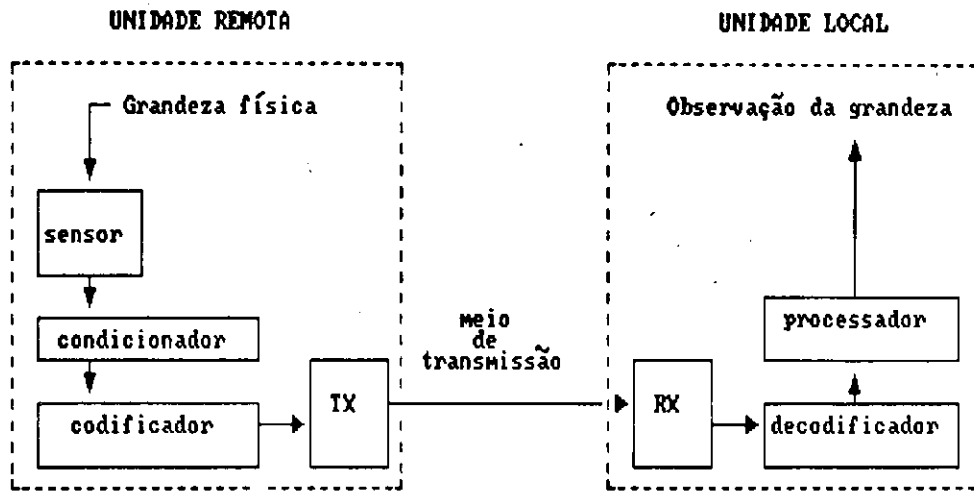 UNIDADE REMOTA
Grandeza física
sensor
condicionador
codificador
TX
meio
de
transmissão
UNIDADE LOCAL
Observação da grandeza
processador
RX
decodificador